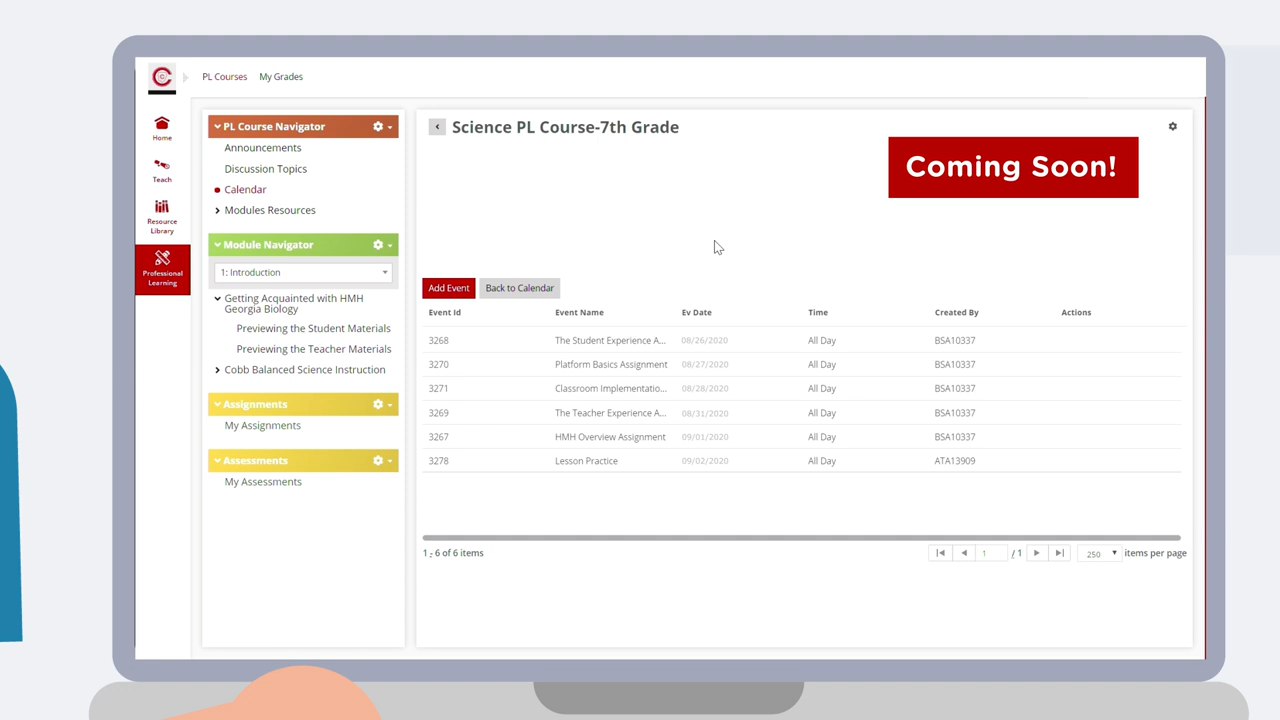 PL Courses My Grades
Home
Teach
Resource
Library
Professional
Learning
PL Course Navigator
Announcements
Discussion Topics
Calendar
Modules Resources
Module Navigator
1: Introduction
Getting Acquainted with HMH
Georgia Biology
Previewing the Student Materials
Previewing the Teacher Materials
Cobb Balanced Science Instruction
Assignments
My Assignments
Assessments
My Assessments
Science PL Course-7th Grade
Coming Soon!
Add Event Back to Calendar
Event Id Event Name Ev Date Time Created By Actions
3268 The Student Experience A... 08/26/2020 All Day BSA10337
3270 Platform Basics Assignment 08/27/2020 All Day BSA10337
3271 Classroom Implementatio... 08/28/2020 All Day BSA10337
3269 The Teacher Experience A... 08/31/2020 All Day BSA10337
3267 HMH Overview Assignment 09/01/2020 All Day BSA10337
3278 Lesson Practice 09/02/2020 All Day ATA13909
1 - 6 of 6 items 1 / 1 250 items per page